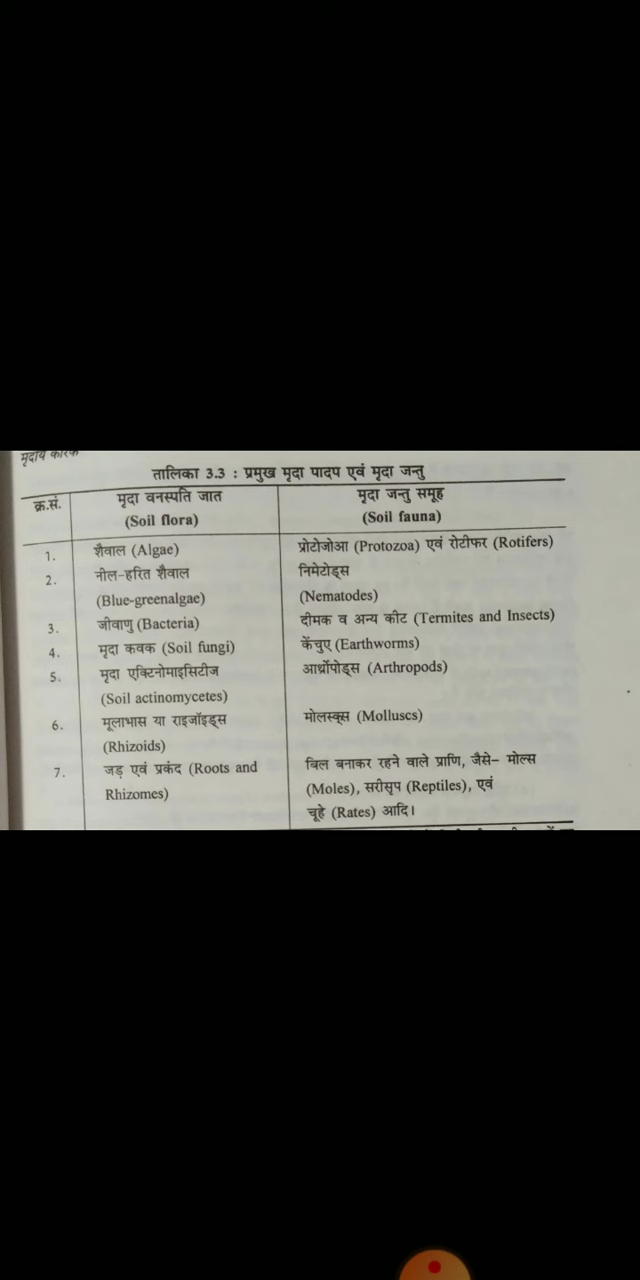 मृदीय कारक
तालिका 3.3 : प्रमुख मृदा पादप एवं मृदा जन्तु
क्र.सं. मृदा वनस्पति जात मृदा जन्तु समूह
(Soil flora) (Soil fauna)
1. शैवाल (Algae) प्रोटोजोआ (Protozoa) एवं रोटीफर (Rotifers)
2. नील-हरित शैवाल निमेटोड्स
(Blue-greenalgae) (Nematodes)
3. जीवाणु (Bacteria) दीमक व अन्य कीट (Termites and Insects)
4. मृदा कवक (Soil fungi) केंचुए (Earthworms)
5. मृदा एक्टिनोमाइसिटीज आर्थ्रोपोड्स (Arthropods)
(Soil actinomycetes)
6. मूलाभास या राइजॉइड्स मोलस्क्स (Molluscs)
(Rhizoids)
7. जड़ एवं प्रकंद (Roots and बिल बनाकर रहने वाले प्राणि, जैसे– मोल्स
Rhizomes) (Moles), सरीसृप (Reptiles), एवं
चूहे (Rates) आदि।